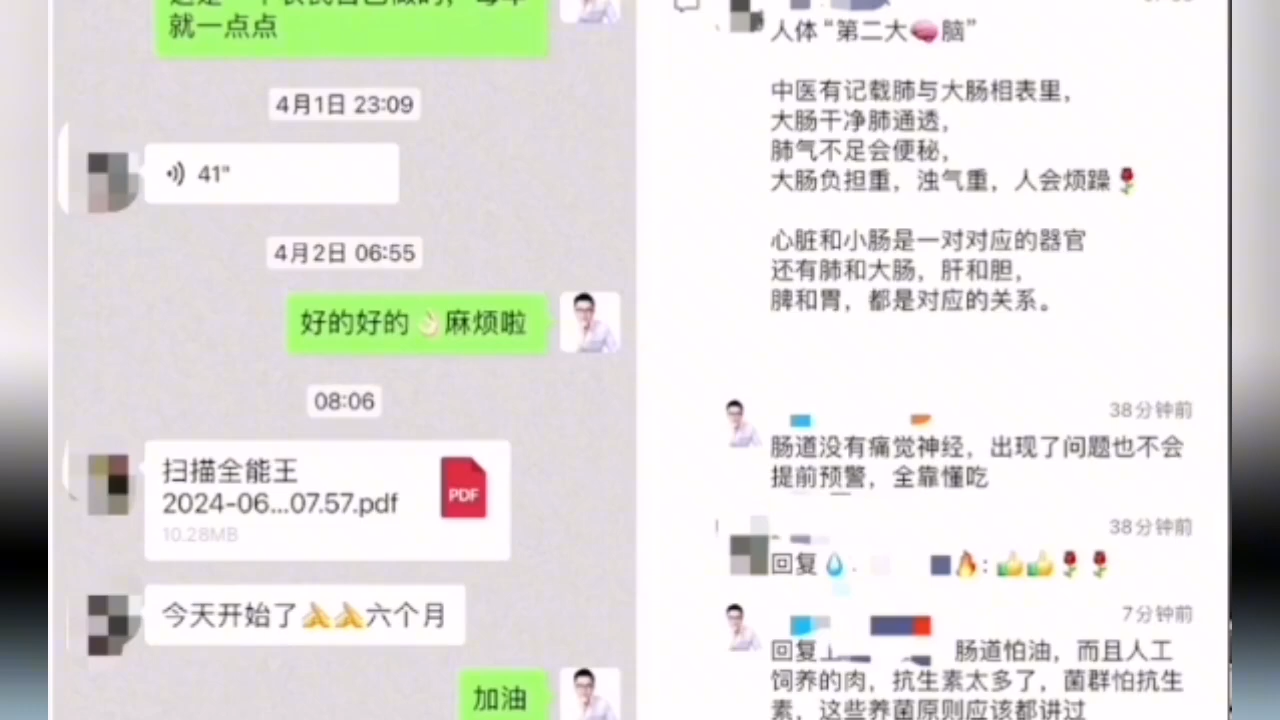 就一点点
4月1日 23:09
41"
4月2日 06:55
好的好的👌🏻麻烦啦
08:06
扫描全能王
2024-06...07.57.pdf
PDF
10.28MB
今天开始了💪💪六个月
加油
人体“第二大🧠脑”
中医有记载肺与大肠相表里，
大肠干净肺通透，
肺气不足会便秘，
大肠负担重，浊气重，人会烦躁🌹
心脏和小肠是一对对应的器官
还有肺和大肠，肝和胆，
脾和胃，都是对应的关系。
38分钟前
肠道没有痛觉神经，出现了问题也不会
提前预警，全靠懂吃
38分钟前
回复💧 🔥:👍👍🌹🌹
7分钟前
回复 肠道怕油，而且人工
饲养的肉，抗生素太多了，菌群怕抗生
素，这些养菌原则应该都讲过